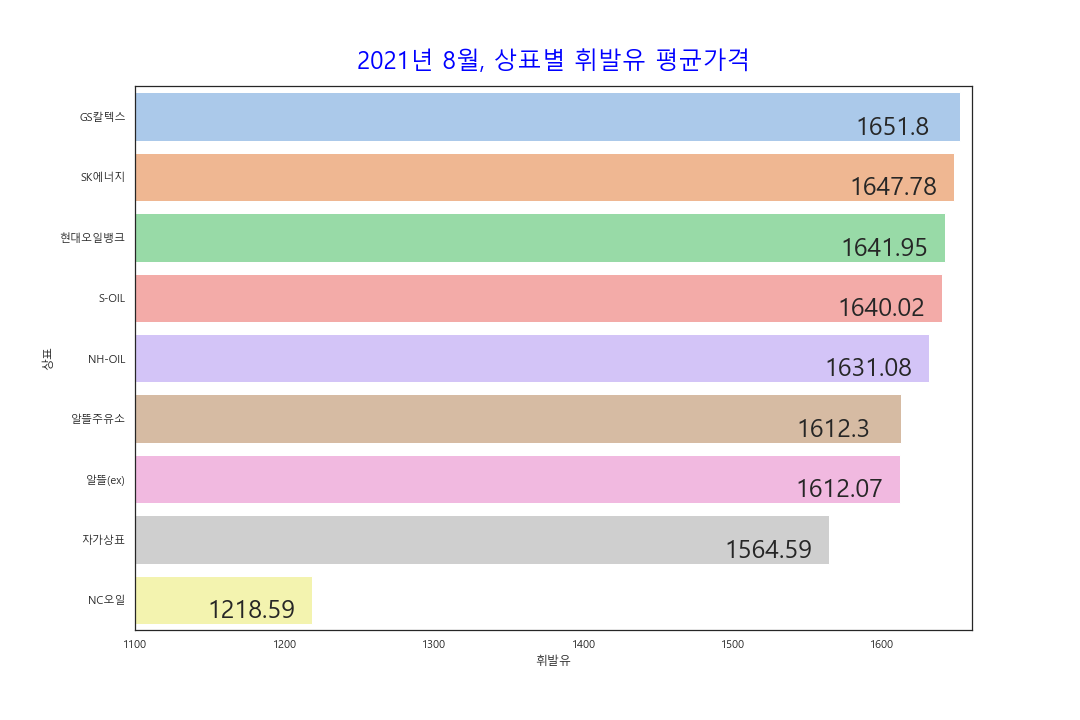 2021년 8월, 상표별 휘발유 평균가격
GS칼텍스
1651.8
SK에너지
1647.78
현대오일뱅크
1641.95
S-OIL
1640.02
상표
NH-OIL
1631.08
알뜰주유소
1612.3
알뜰(ex)
1612.07
자가상표
1564.59
NC오일
1218.59
1100 1200 1300 1400 1500 1600
휘발유